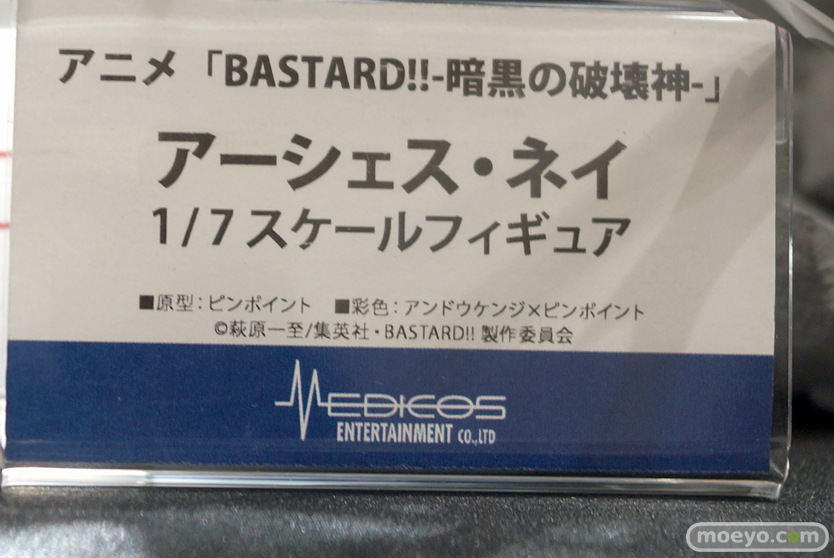 アニメ「BASTARD!!-暗黒の破壊神-」
アーシェス・ネイ
1/7スケールフィギュア
■原型：ピンポイント　■彩色：アンドウケンジ×ピンポイント
©萩原一至/集英社・BASTARD!! 製作委員会
MEDICOS
ENTERTAINMENT CO.,LTD
moeyo.com